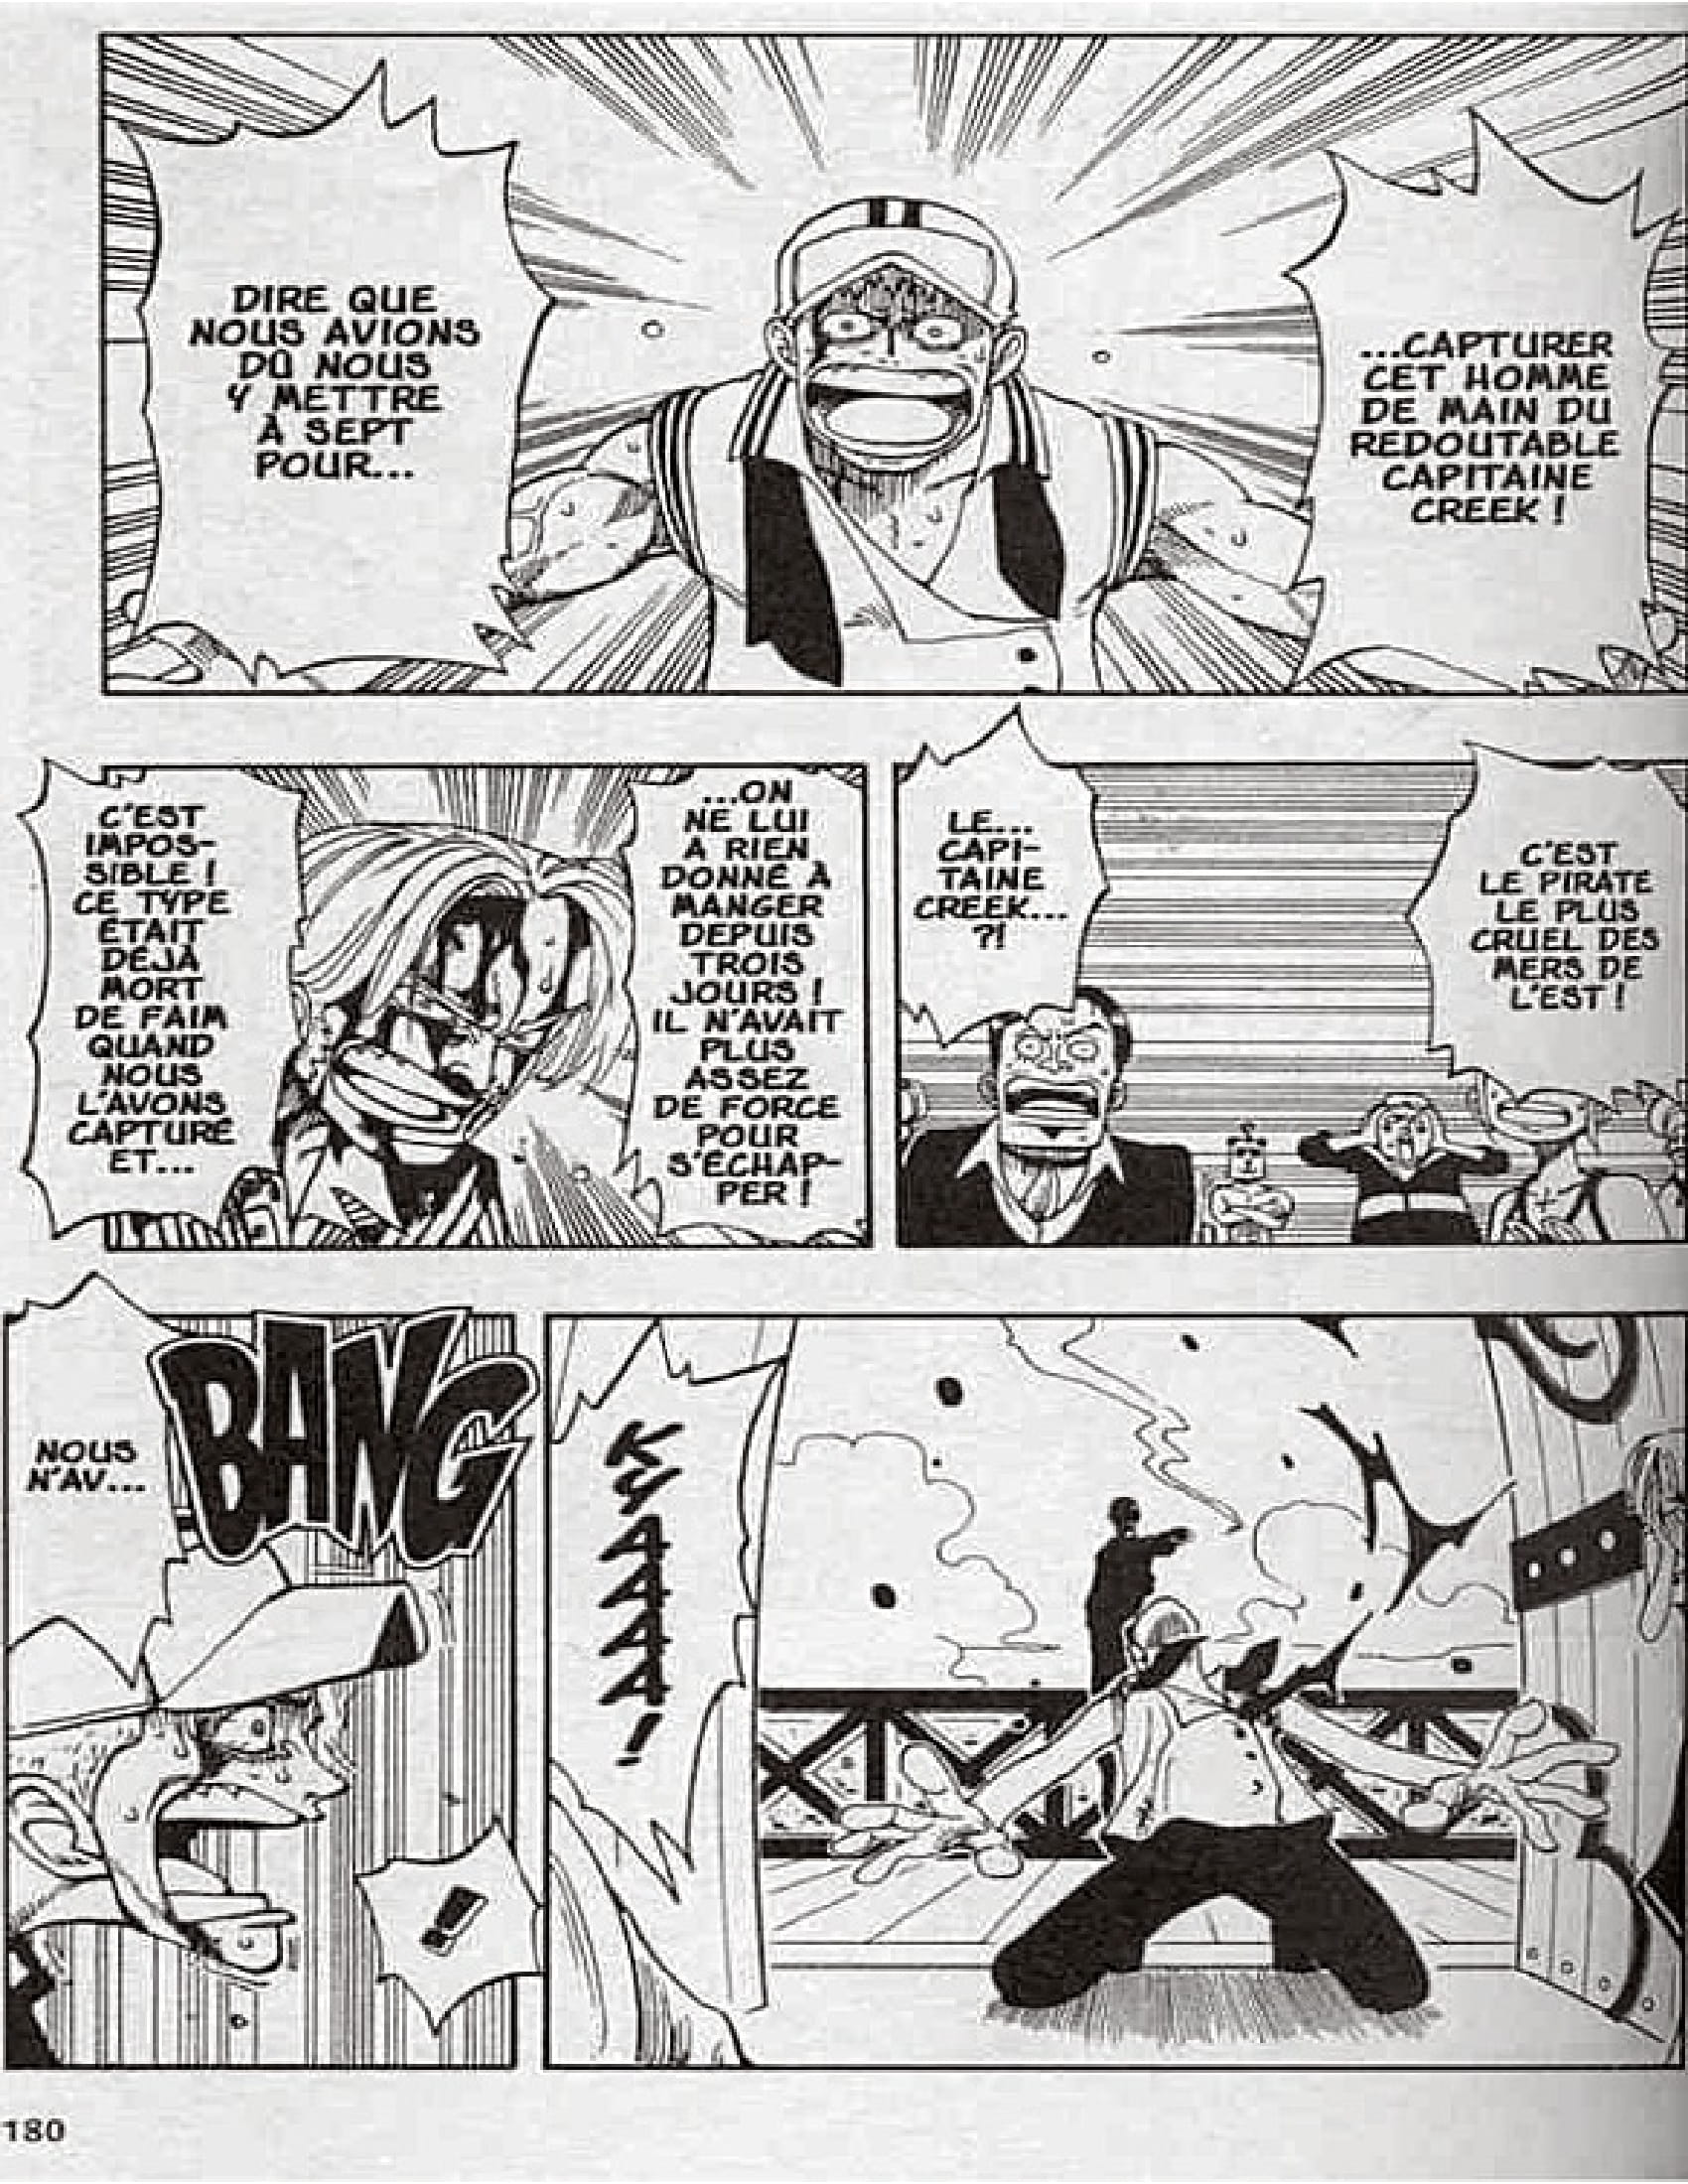 DIRE QUE
NOUS AVIONS
DÛ NOUS
Y METTRE
À SEPT
POUR...
...CAPTURER
CET HOMME
DE MAIN DU
REDOUTABLE
CAPITAINE
CREEK !
C'EST
IMPOS-
SIBLE !
CE TYPE
ÉTAIT
DÉJÀ
MORT
DE FAIM
QUAND
NOUS
L'AVONS
CAPTURÉ
ET...
...ON
NE LUI
A RIEN
DONNÉ À
MANGER
DEPUIS
TROIS
JOURS !
IL N'AVAIT
PLUS
ASSEZ
DE FORCE
POUR
S'ÉCHAP-
PER !
LE...
CAPI-
TAINE
CREEK...
?!
C'EST
LE PIRATE
LE PLUS
CRUEL DES
MERS DE
L'EST !
NOUS
N'AV...
BANG
!
KYAAAA !
180